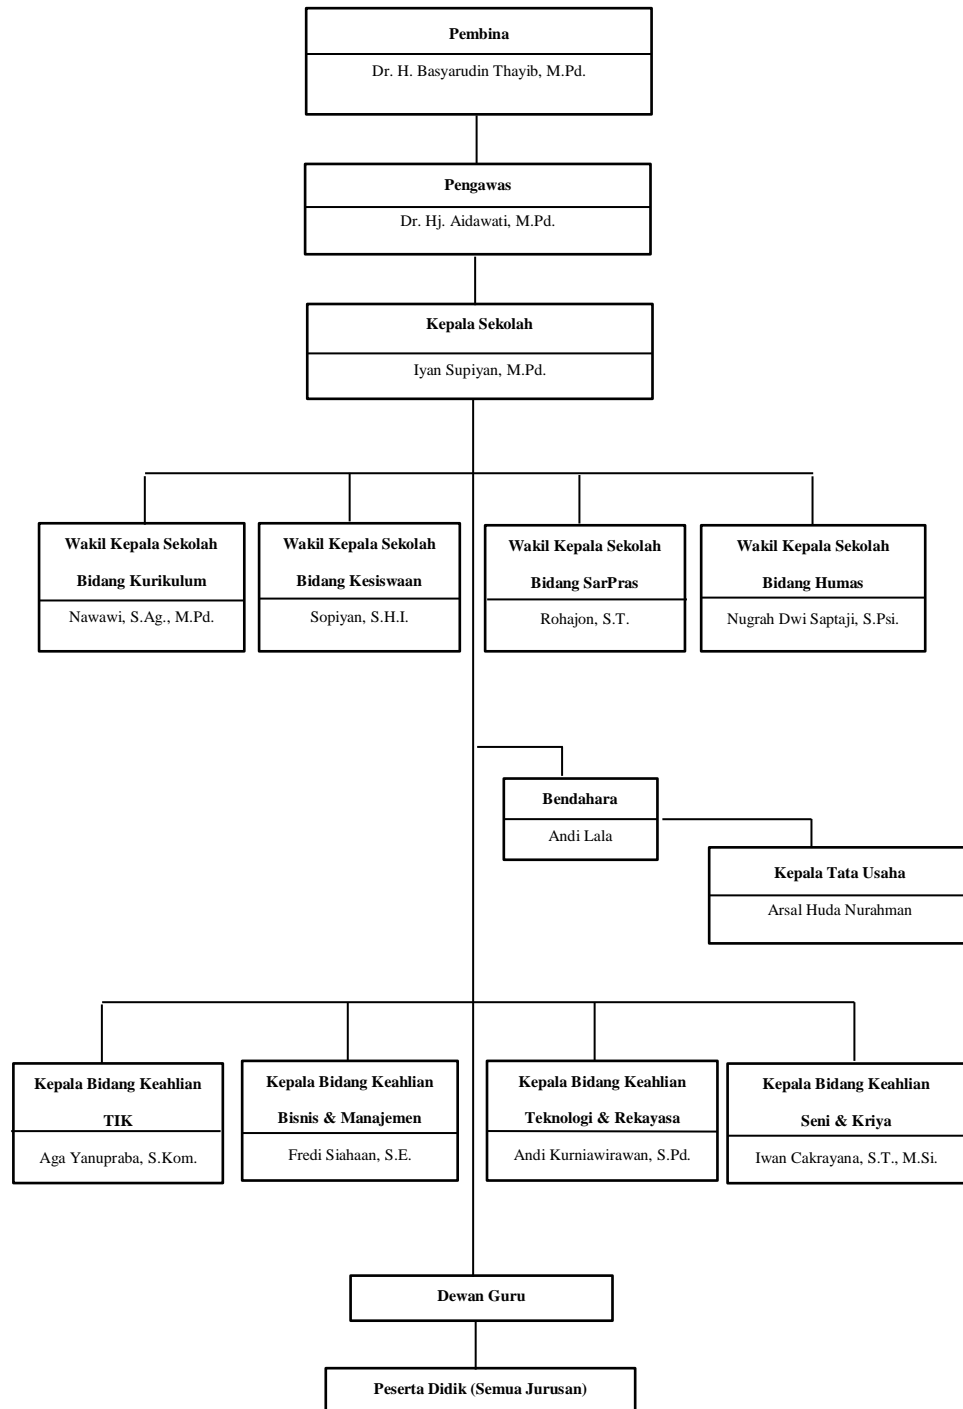 Pembina
Dr. H. Basyarudin Thayib, M.Pd.
Pengawas
Dr. Hj. Aidawati, M.Pd.
Kepala Sekolah
Iyan Supiyan, M.Pd.
Wakil Kepala Sekolah
Bidang Kurikulum
Nawawi, S.Ag., M.Pd.
Wakil Kepala Sekolah
Bidang Kesiswaan
Sopiyan, S.H.I.
Wakil Kepala Sekolah
Bidang SarPras
Rohajon, S.T.
Wakil Kepala Sekolah
Bidang Humas
Nugrah Dwi Saptaji, S.Psi.
Bendahara
Andi Lala
Kepala Tata Usaha
Arsal Huda Nurahman
Kepala Bidang Keahlian
TIK
Aga Yanupraba, S.Kom.
Kepala Bidang Keahlian
Bisnis & Manajemen
Fredi Siahaan, S.E.
Kepala Bidang Keahlian
Teknologi & Rekayasa
Andi Kurniawirawan, S.Pd.
Kepala Bidang Keahlian
Seni & Kriya
Iwan Cakrayana, S.T., M.Si.
Dewan Guru
Peserta Didik (Semua Jurusan)